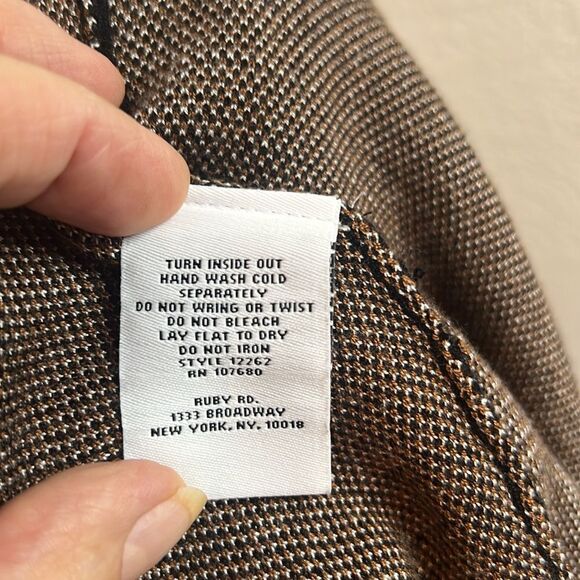 TURN INSIDE OUT
HAND WASH COLD
SEPARATELY
DO NOT WRING OR TWIST
DO NOT BLEACH
LAY FLAT TO DRY
DO NOT IRON
STYLE 12262
RN 107680
RUBY RD.
1333 BROADWAY
NEW YORK, NY, 10018